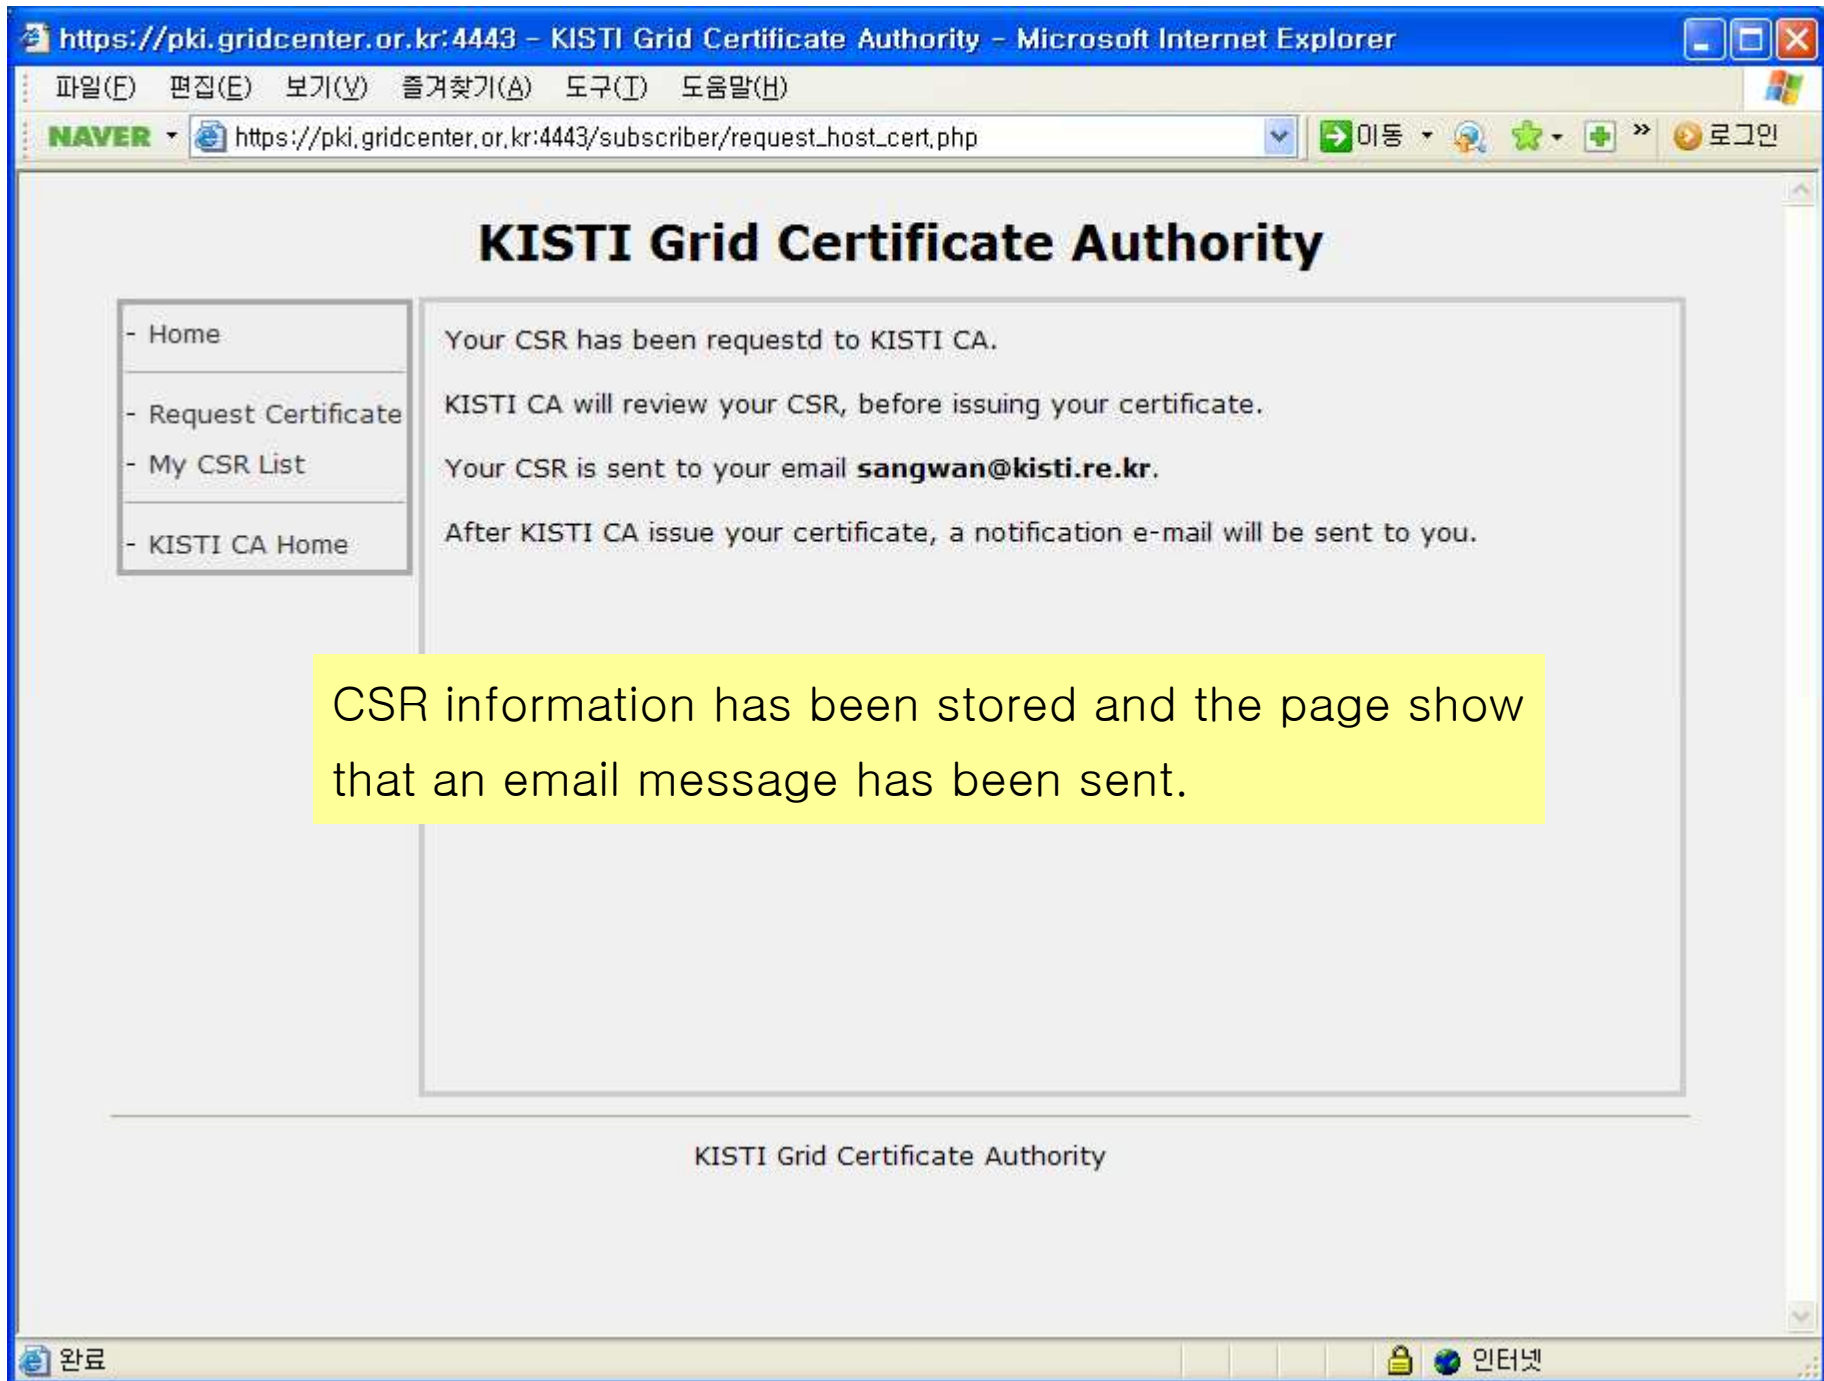 https://pki.gridcenter.or.kr:4443 - KISTI Grid Certificate Authority - Microsoft Internet Explorer
파일(F) 편집(E) 보기(V) 즐겨찾기(A) 도구(T) 도움말(H)
NAVER https://pki.gridcenter.or.kr:4443/subscriber/request_host_cert.php 이동 » 로그인
KISTI Grid Certificate Authority
- Home
- Request Certificate
- My CSR List
- KISTI CA Home
Your CSR has been requestd to KISTI CA.
KISTI CA will review your CSR, before issuing your certificate.
Your CSR is sent to your email sangwan@kisti.re.kr.
After KISTI CA issue your certificate, a notification e-mail will be sent to you.
CSR information has been stored and the page show
that an email message has been sent.
KISTI Grid Certificate Authority
완료 인터넷